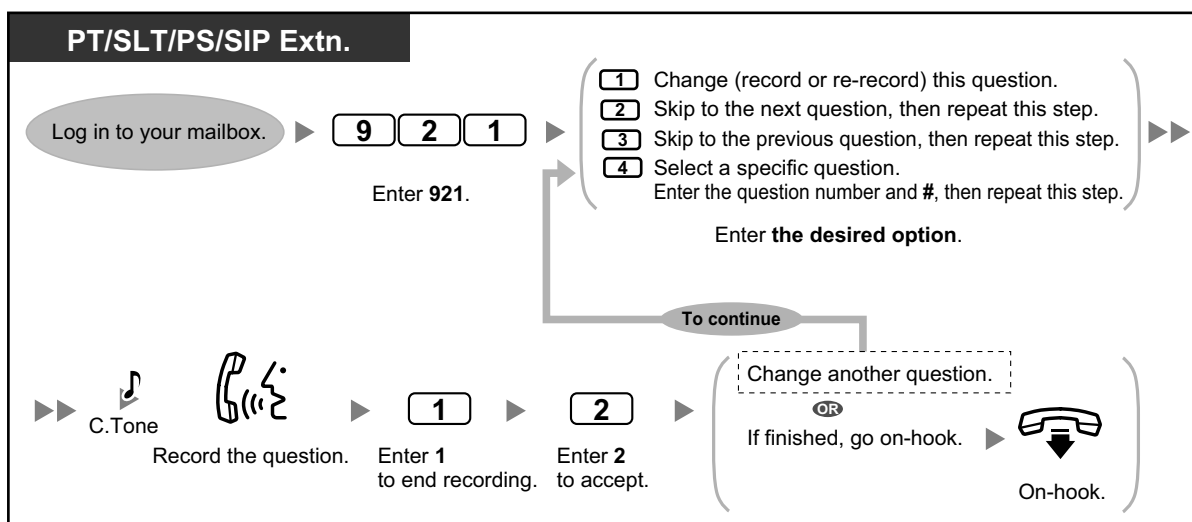 PT/SLT/PS/SIP Extn.
Log in to your mailbox.
9 2 1
Enter 921.
1 Change (record or re-record) this question.
2 Skip to the next question, then repeat this step.
3 Skip to the previous question, then repeat this step.
4 Select a specific question.
Enter the question number and #, then repeat this step.
Enter the desired option.
To continue
C.Tone
Record the question.
1
Enter 1
to end recording.
2
Enter 2
to accept.
Change another question.
OR
If finished, go on-hook.
On-hook.